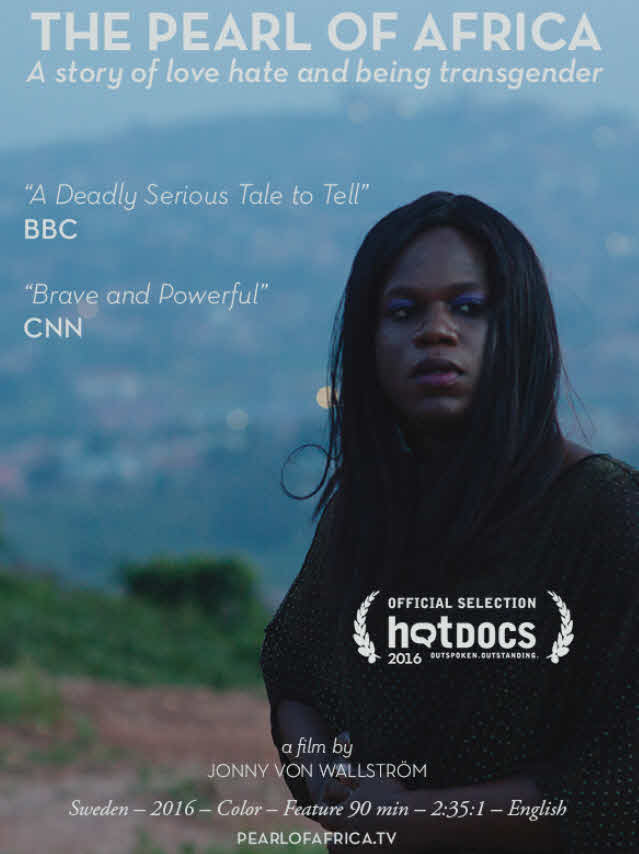 THE PEARL OF AFRICA
A story of love hate and being transgender
“A Deadly Serious Tale to Tell”
BBC
“Brave and Powerful”
CNN
OFFICIAL SELECTION
hotDOCS
2016 OUTSPOKEN.OUTSTANDING.
a film by
JONNY VON WALLSTRÖM
Sweden – 2016 – Color – Feature 90 min – 2:35:1 – English
PEARLOFAFRICA.TV